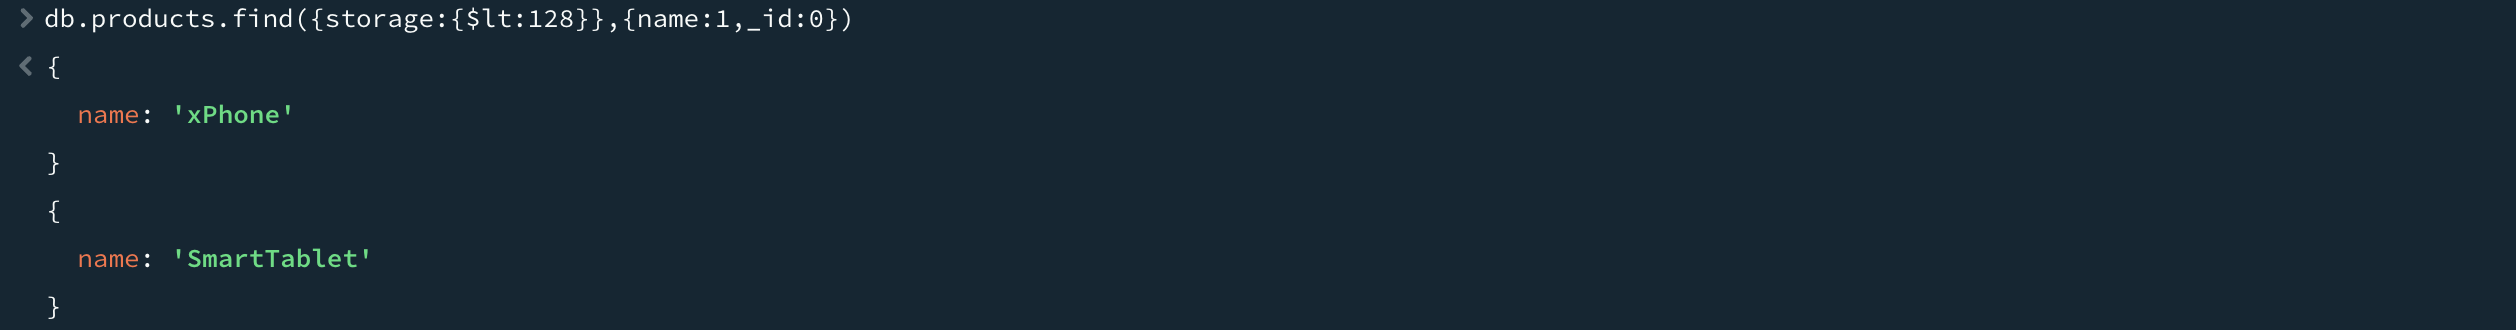 > db.products.find({storage:{$lt:128}},{name:1,_id:0})
< {
name: 'xPhone'
}
{
name: 'SmartTablet'
}